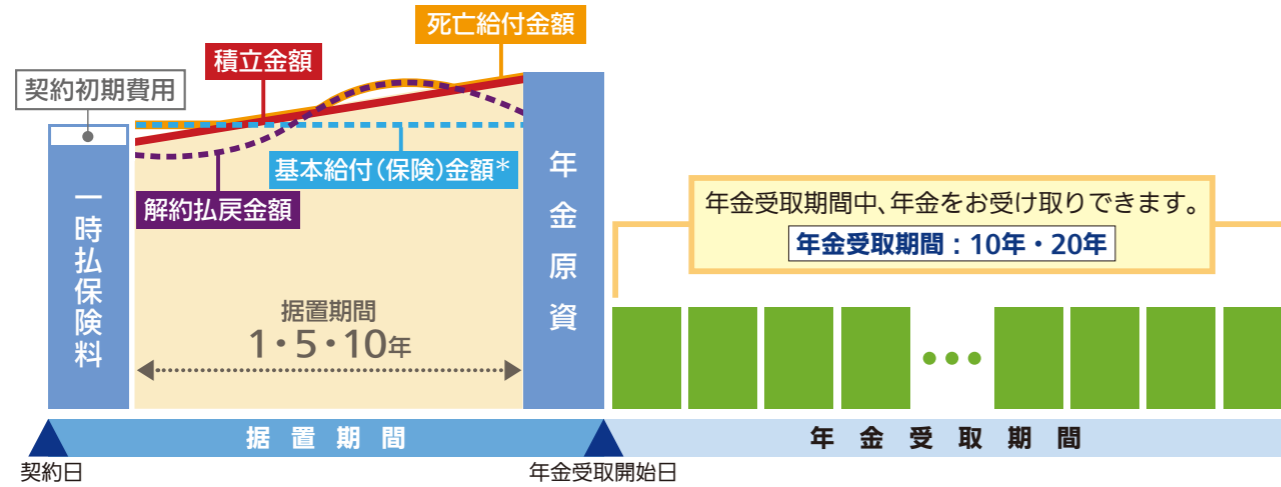 死亡給付金額
積立金額
契約初期費用
基本給付(保険)金額*
解約払戻金額
一時払保険料
年金原資
据置期間
1・5・10年
年金受取期間中、年金をお受け取りできます。
年金受取期間:10年・20年
据置期間
年金受取期間
契約日
年金受取開始日